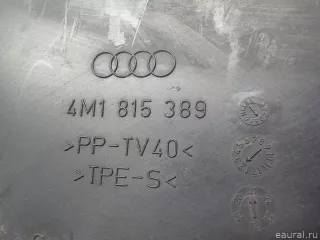 4M1 815 389
>PP-TV40<
>TPE-S<
eaural.ru